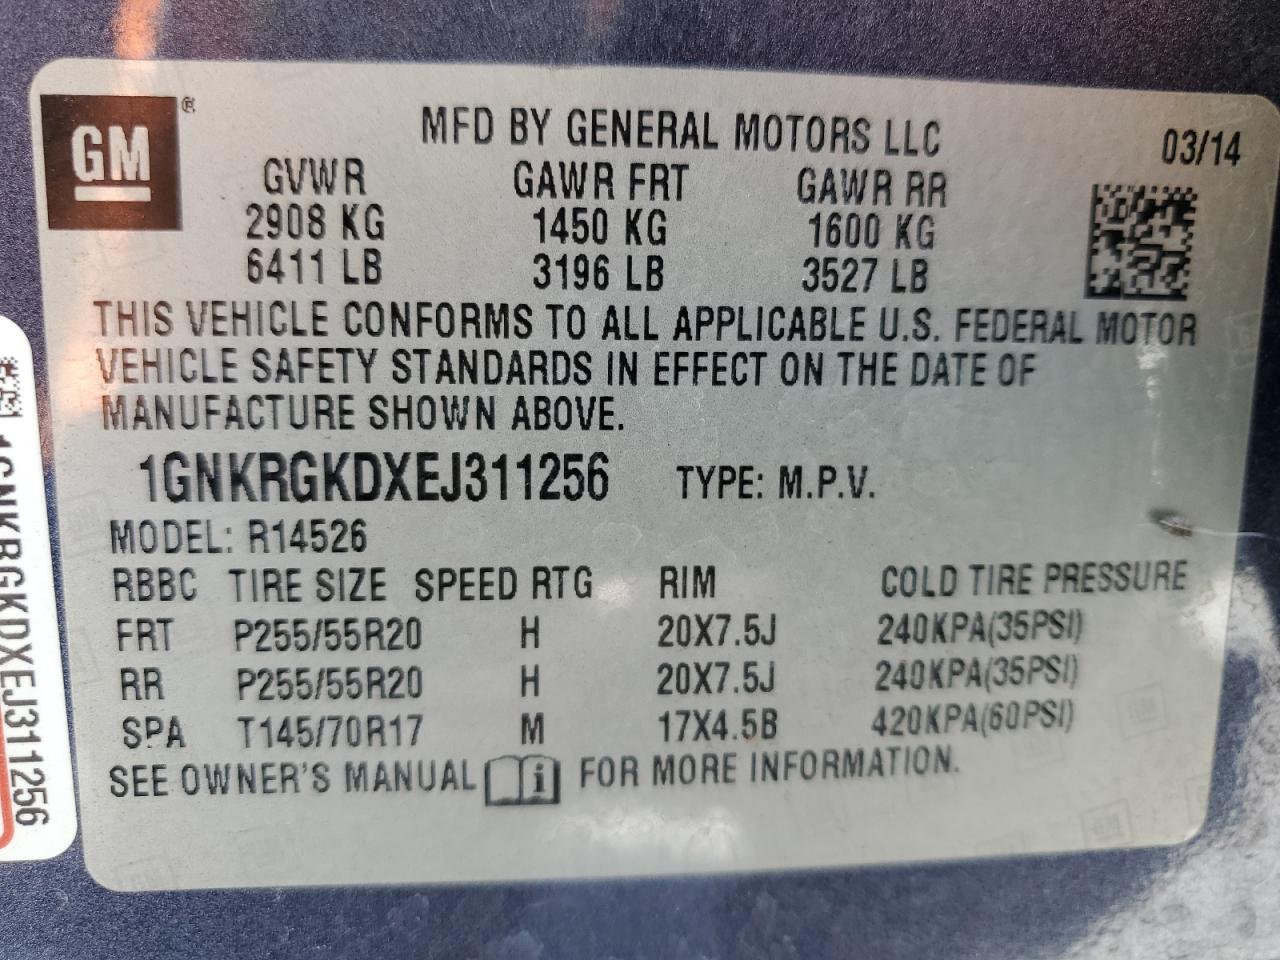 GM ®
MFD BY GENERAL MOTORS LLC 03/14
GVWR GAWR FRT GAWR RR
2908 KG 1450 KG 1600 KG
6411 LB 3196 LB 3527 LB
THIS VEHICLE CONFORMS TO ALL APPLICABLE U.S. FEDERAL MOTOR
VEHICLE SAFETY STANDARDS IN EFFECT ON THE DATE OF
MANUFACTURE SHOWN ABOVE.
1GNKRGKDXEJ311256 TYPE: M.P.V.
MODEL: R14526
RBBC TIRE SIZE SPEED RTG RIM COLD TIRE PRESSURE
FRT P255/55R20 H 20X7.5J 240KPA(35PSI)
RR P255/55R20 H 20X7.5J 240KPA(35PSI)
SPA T145/70R17 M 17X4.5B 420KPA(60PSI)
SEE OWNER'S MANUAL i FOR MORE INFORMATION.
1GNKRGKDXEJ311256